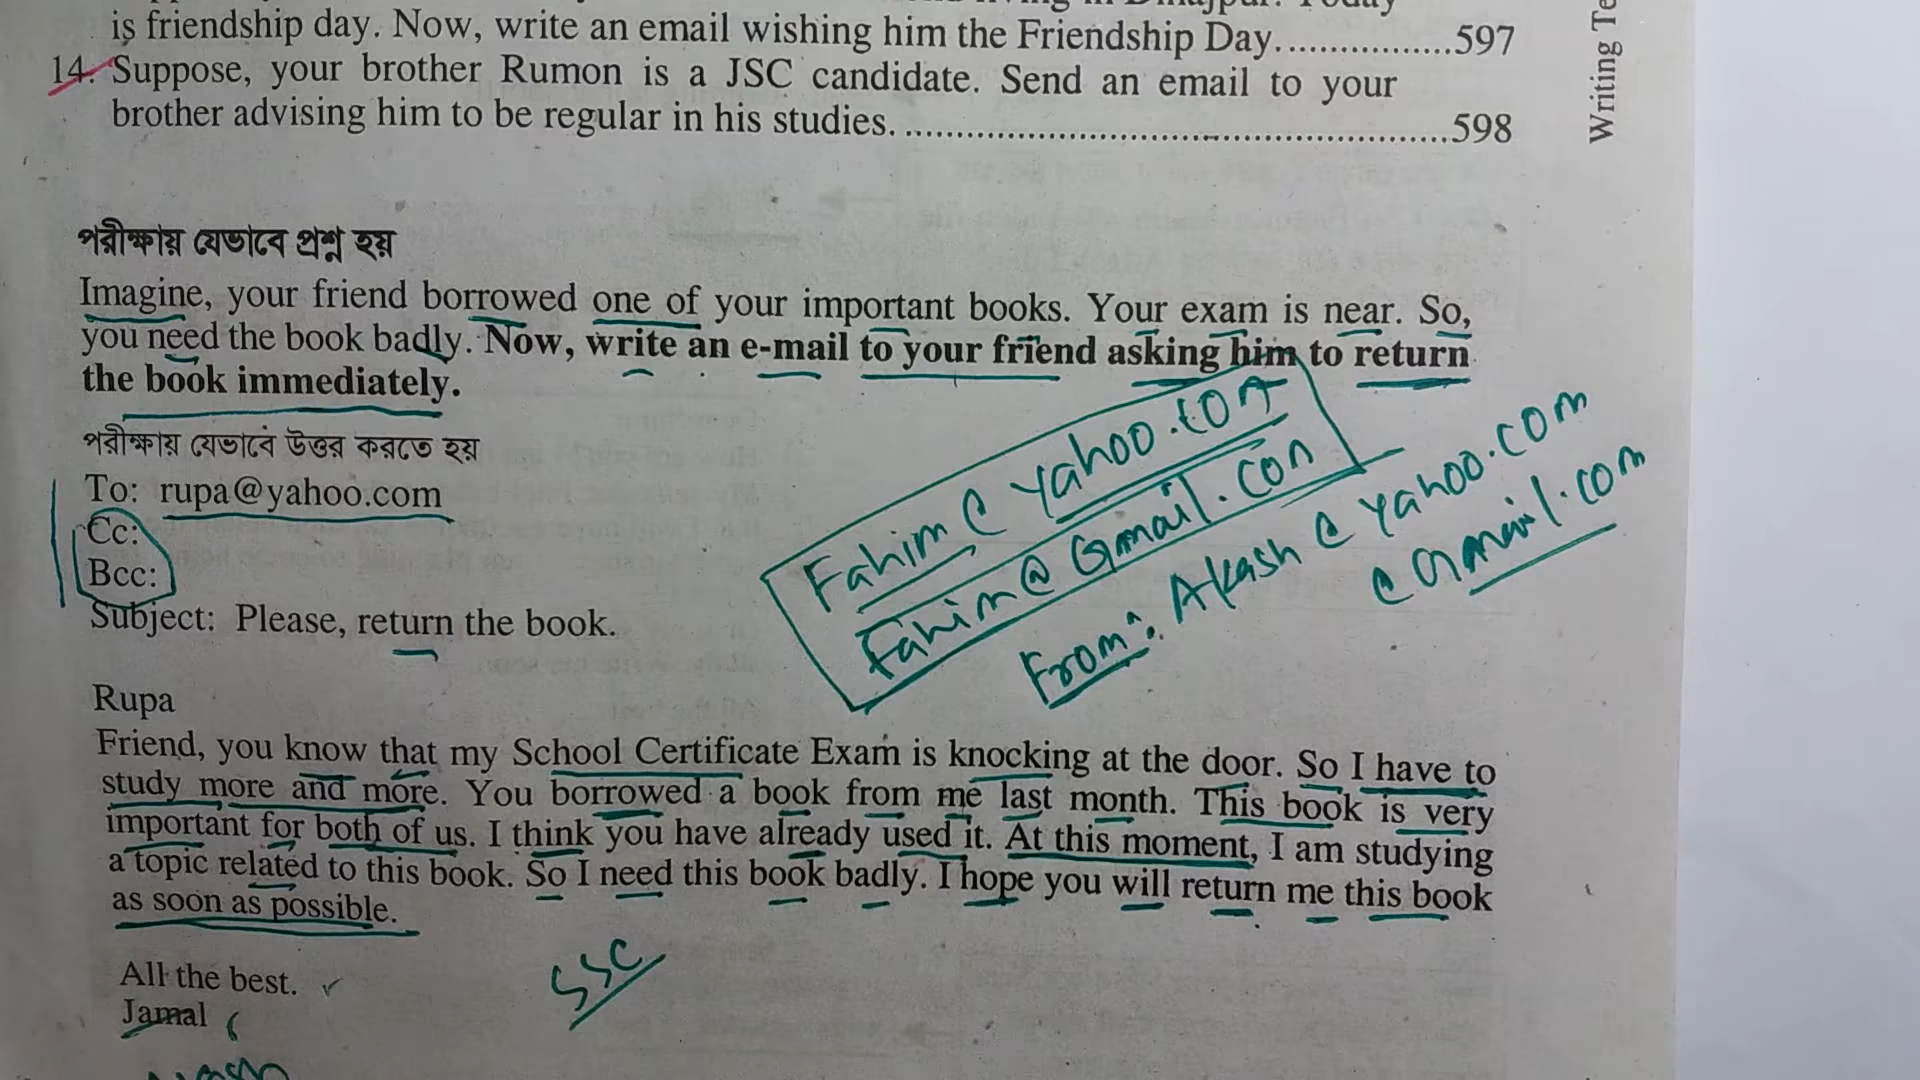 is friendship day. Now, write an email wishing him the Friendship Day.................597
14. Suppose, your brother Rumon is a JSC candidate. Send an email to your
brother advising him to be regular in his studies. ......................................................598
Writing Te
পরীক্ষায় যেভাবে প্রশ্ন হয়
Imagine, your friend borrowed one of your important books. Your exam is near. So,
you need the book badly. Now, write an e-mail to your friend asking him to return
the book immediately.
পরীক্ষায় যেভাবে উত্তর করতে হয়
To: rupa@yahoo.com
Cc:
Bcc:
Subject: Please, return the book.
Fahim @ Yahoo.com
Fahim @ Gmail.com
From: Akash @ Yahoo.com
@ Gmail.com
Rupa
Friend, you know that my School Certificate Exam is knocking at the door. So I have to
study more and more. You borrowed a book from me last month. This book is very
important for both of us. I think you have already used it. At this moment, I am studying
a topic related to this book. So I need this book badly. I hope you will return me this book
as soon as possible.
SSC
All the best.
Jamal